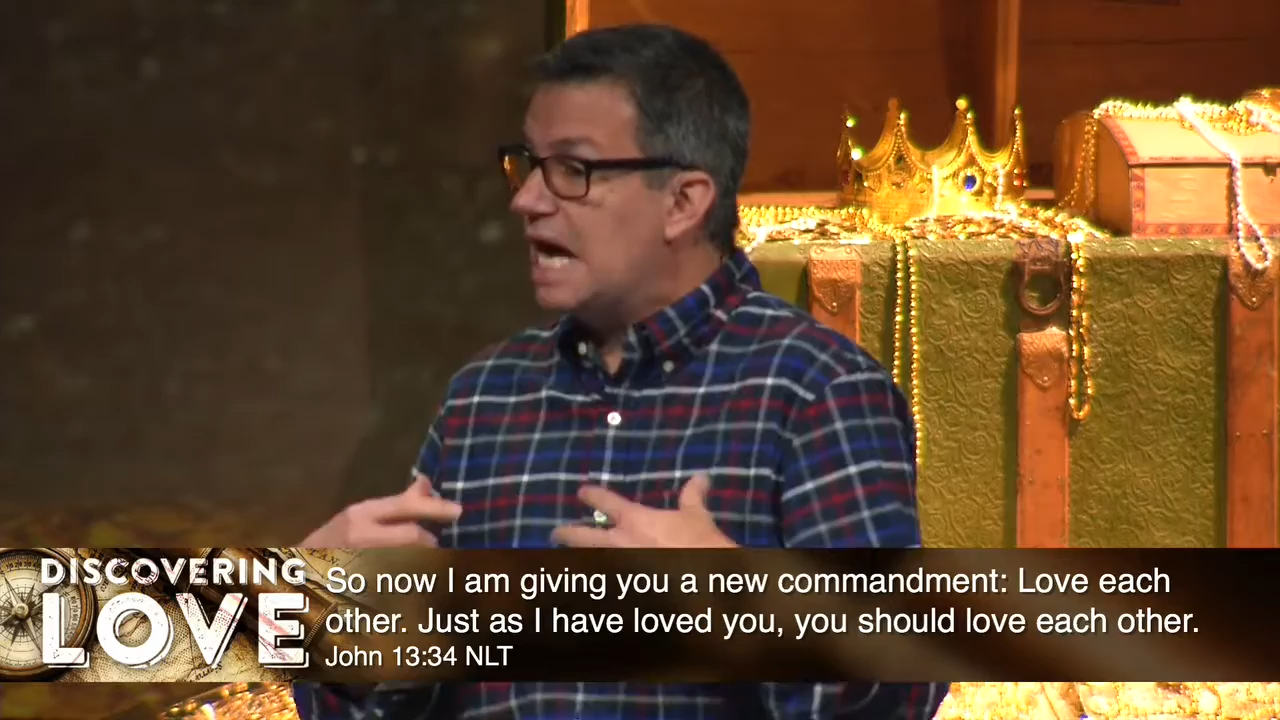 DISCOVERING
LOVE
So now I am giving you a new commandment: Love each
other. Just as I have loved you, you should love each other.
John 13:34 NLT